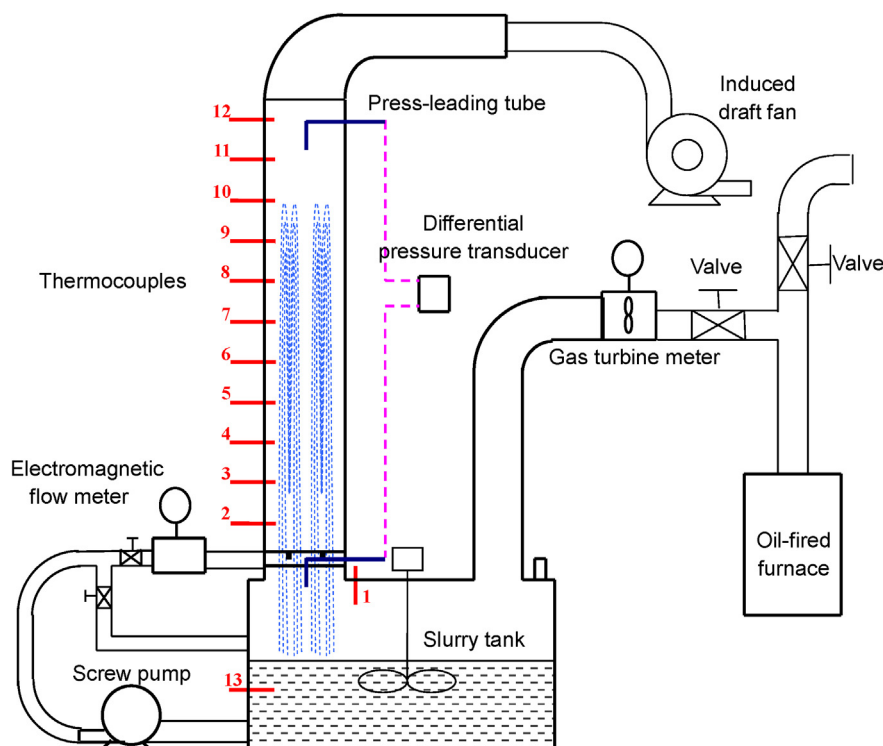 Induced
draft fan
Press-leading tube
12
11
10
9
8
7
6
5
4
3
2
Thermocouples
Differential
pressure transducer
Valve
Valve
Gas turbine meter
Electromagnetic
flow meter
Oil-fired
furnace
1
Slurry tank
Screw pump
13